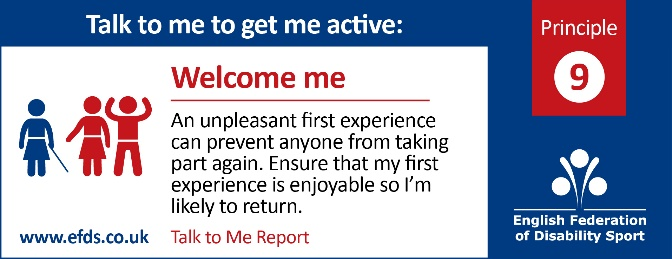 Talk to me to get me active:
Principle
9
Welcome me
An unpleasant first experience
can prevent anyone from taking
part again. Ensure that my first
experience is enjoyable so I'm
likely to return.
www.efds.co.uk
Talk to Me Report
English Federation
of Disability Sport